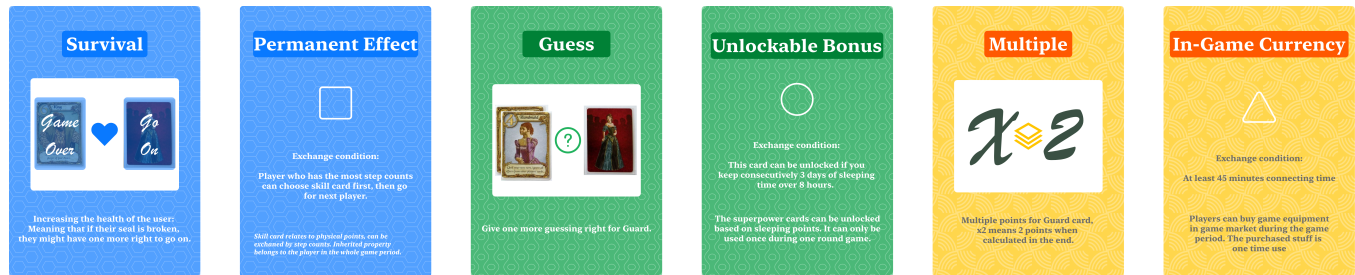 Survival
Game
Over
Go
On
Increasing the health of the user:
Meaning that if their seal is broken,
they might have one more right to go on.
Permanent Effect
Exchange condition:
Player who has the most step counts
can choose skill card first, then go
for next player.
Skill card relates to physical points, can be
exchaned by step counts. Inherited property
belongs to the player in the whole game period.
Guess
?
Give one more guessing right for Guard.
Unlockable Bonus
Exchange condition:
This card can be unlocked if you
keep consecutively 3 days of sleeping
time over 8 hours.
The superpower cards can be unlocked
based on sleeping points. It can only be
used once during one round game.
Multiple
X 2
Multiple points for Guard card,
x2 means 2 points when
calculated in the end.
In-Game Currency
Exchange condition:
At least 45 minutes connecting time
Players can buy game equipment
in game market during the game
period. The purchased stuff is
one time use